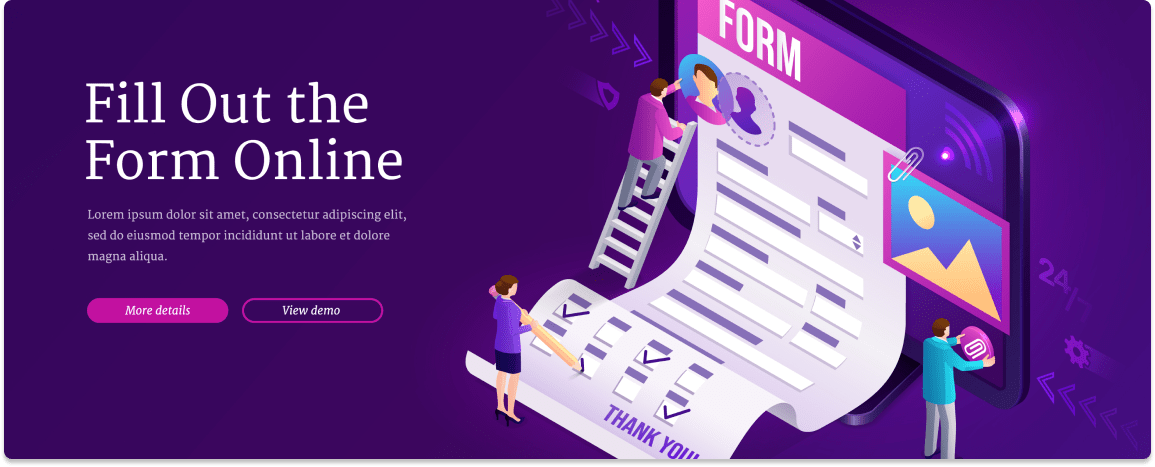 Fill Out the
Form Online
Lorem ipsum dolor sit amet, consectetur adipiscing elit,
sed do eiusmod tempor incididunt ut labore et dolore
magna aliqua.
More details
View demo
FORM
24/7
THANK YOU!